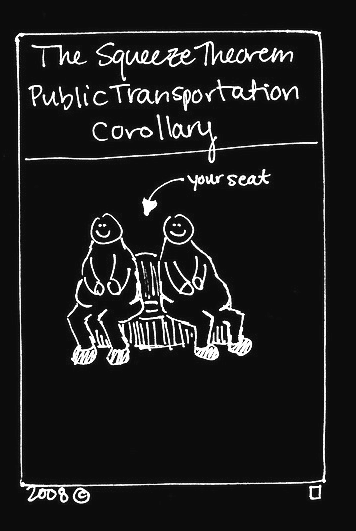 The Squeeze Theorem
Public Transportation
Corollary
your seat
2008 ©